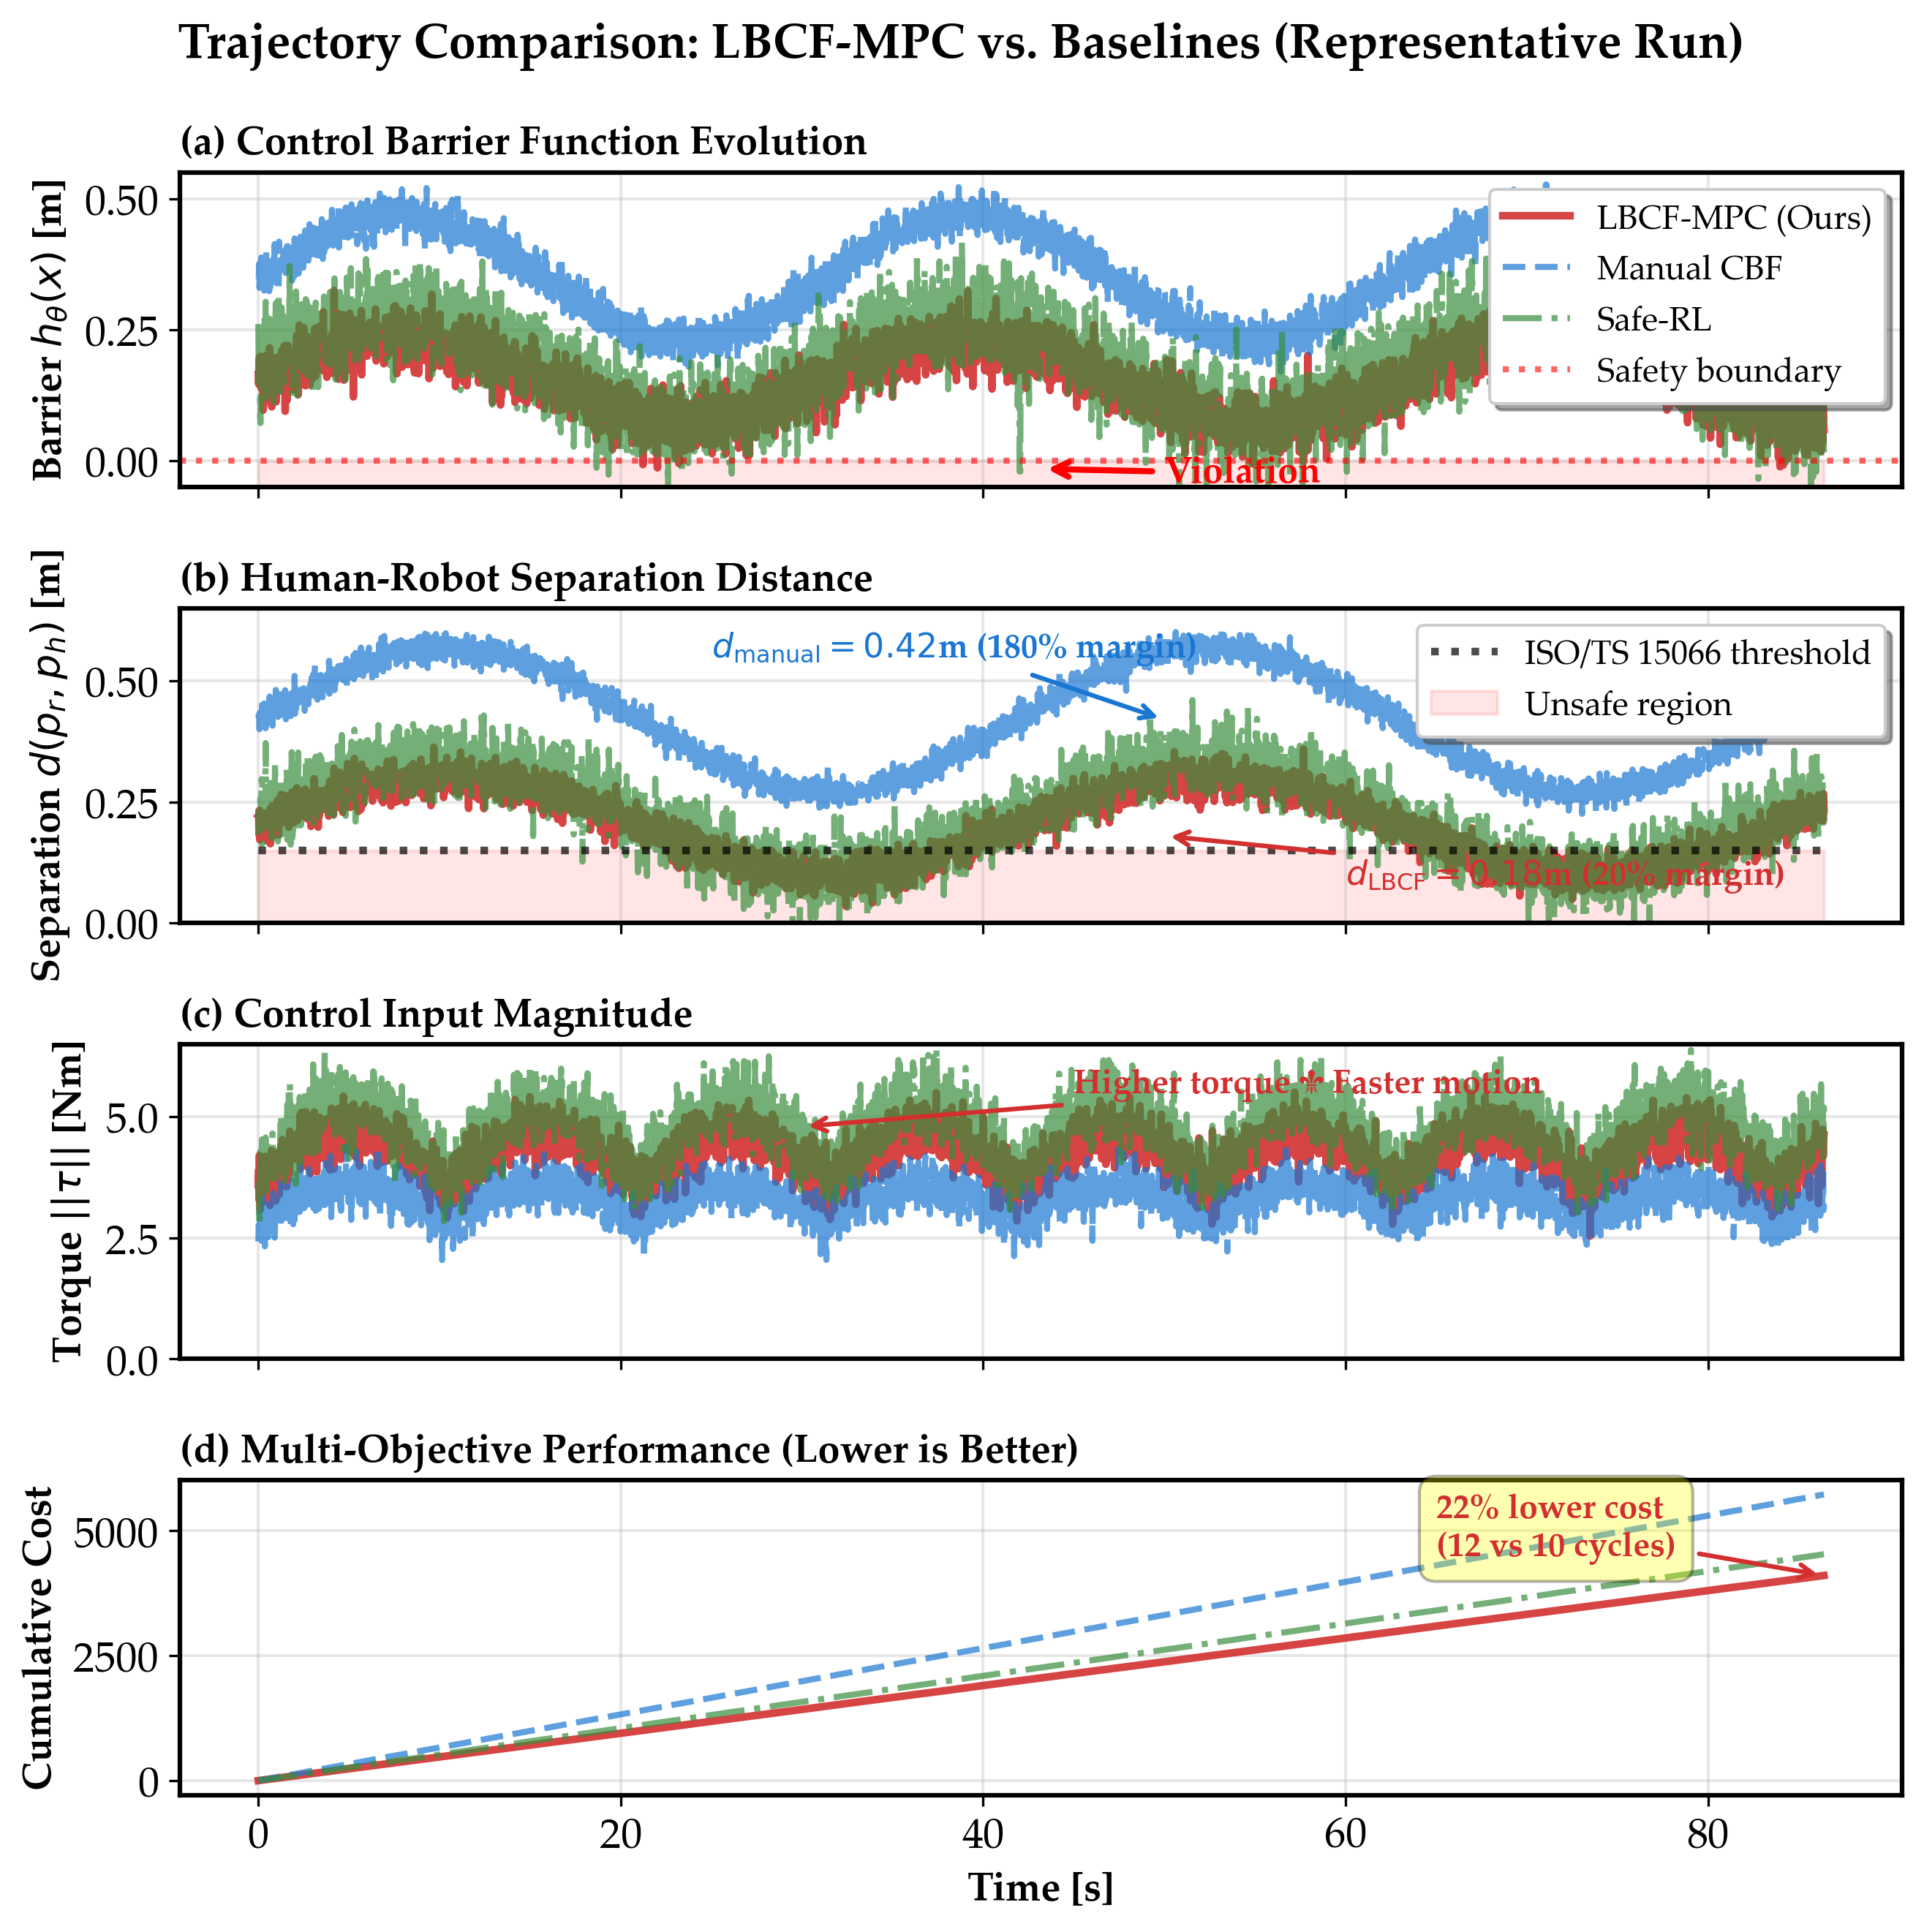 Trajectory Comparison: LBCF-MPC vs. Baselines (Representative Run)
(a) Control Barrier Function Evolution
Barrier hθ(x) [m]
0.50
0.25
0.00
LBCF-MPC (Ours)
Manual CBF
Safe-RL
Safety boundary
Violation
(b) Human-Robot Separation Distance
Separation d(pr, ph) [m]
0.50
0.25
0.00
dmanual = 0.42m (180% margin)
ISO/TS 15066 threshold
Unsafe region
dLBCF = 0.18m (20% margin)
(c) Control Input Magnitude
Torque ||τ|| [Nm]
5.0
2.5
0.0
Higher torque ⚜ Faster motion
(d) Multi-Objective Performance (Lower is Better)
Cumulative Cost
5000
2500
0
22% lower cost
(12 vs 10 cycles)
0 20 40 60 80
Time [s]